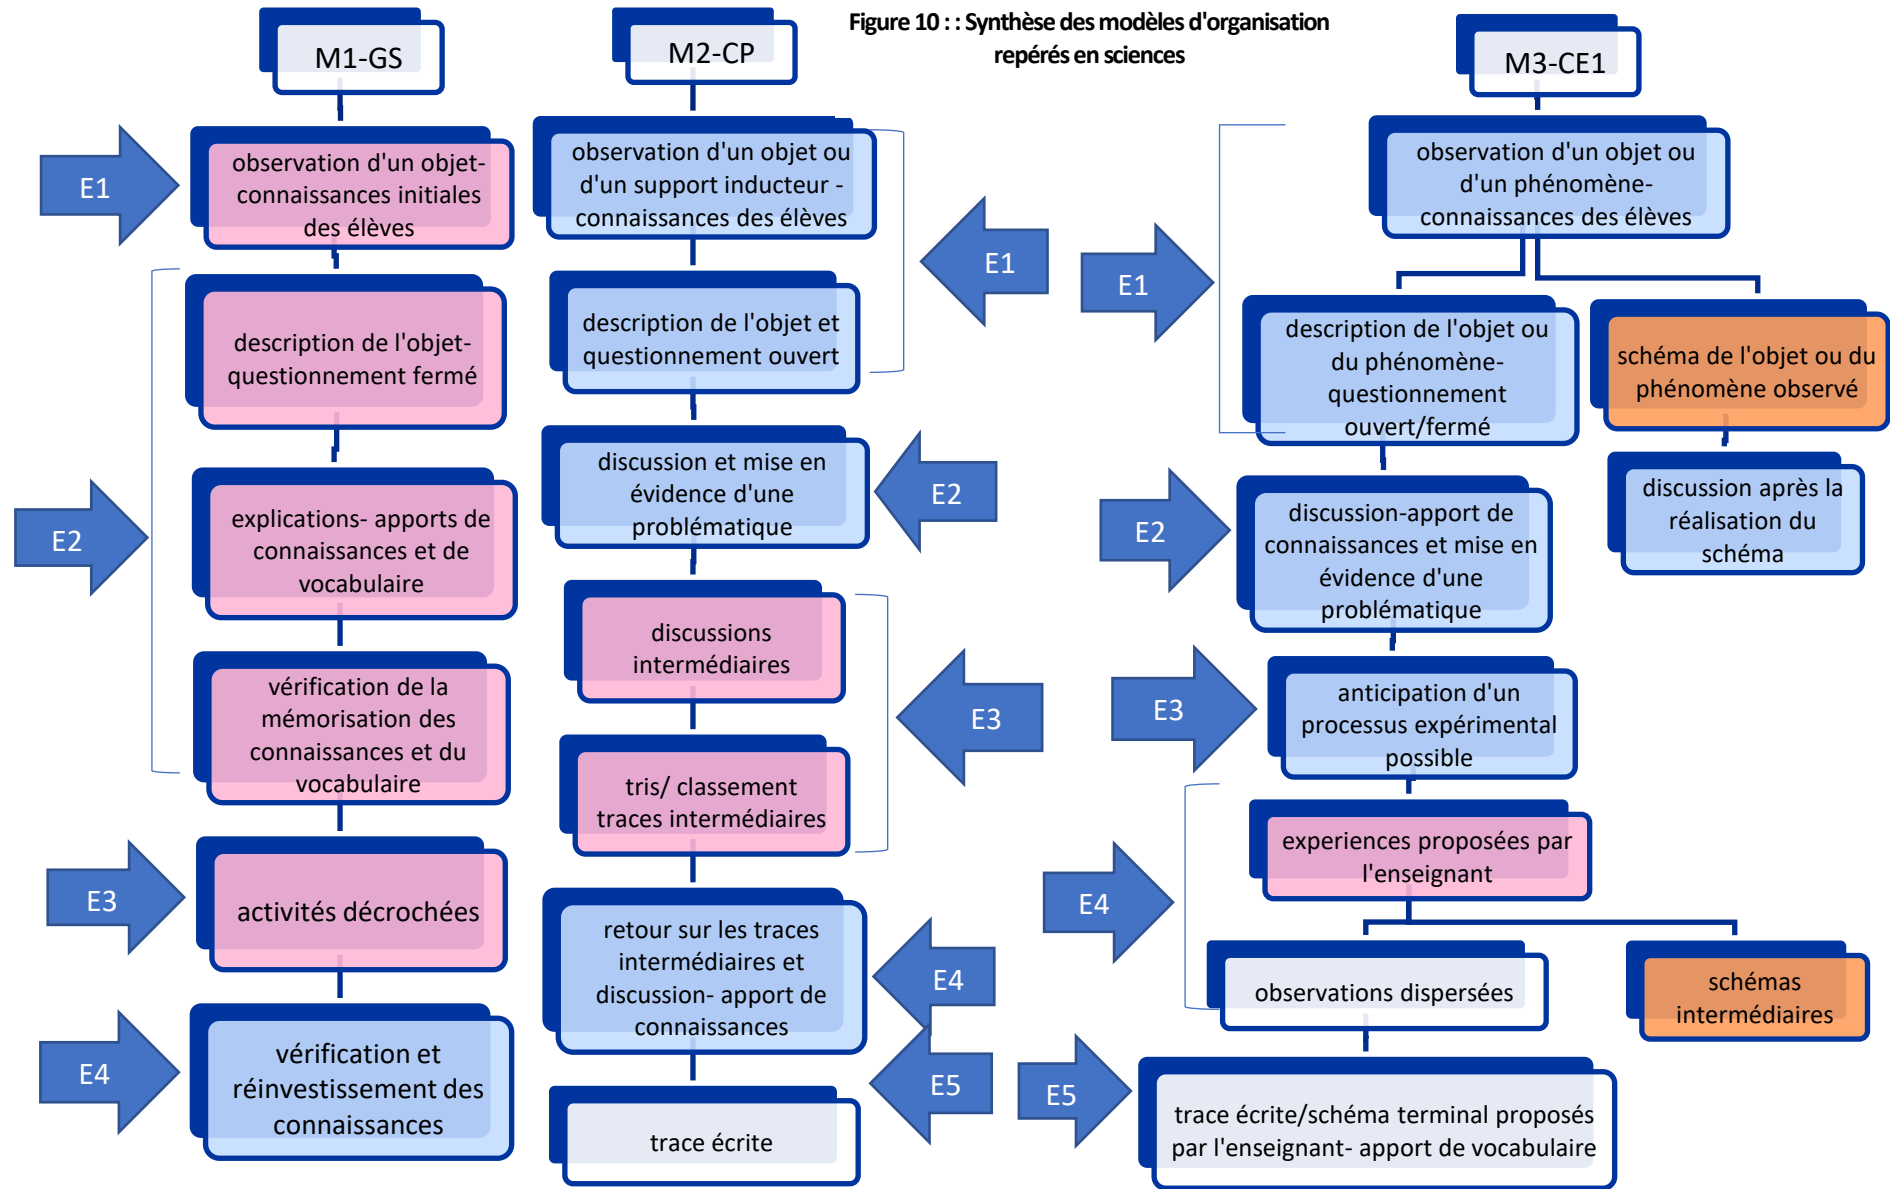 Figure 10 : : Synthèse des modèles d'organisation
repérés en sciences
M1-GS
E1
observation d'un objet-
connaissances initiales
des élèves
E2
description de l'objet-
questionnement fermé
explications- apports de
connaissances et de
vocabulaire
vérification de la
mémorisation des
connaissances et du
vocabulaire
E3
activités décrochées
E4
vérification et
réinvestissement des
connaissances
M2-CP
observation d'un objet ou
d'un support inducteur -
connaissances des élèves
E1
description de l'objet et
questionnement ouvert
discussion et mise en
évidence d'une
problématique
E2
discussions
intermédiaires
E3
tris/ classement
traces intermédiaires
retour sur les traces
intermédiaires et
discussion- apport de
connaissances
E4
E5
trace écrite
M3-CE1
observation d'un objet ou
d'un phénomène-
connaissances des élèves
E1
description de l'objet ou
du phénomène-
questionnement
ouvert/fermé
schéma de l'objet ou du
phénomène observé
discussion après la
réalisation du
schéma
E2
discussion-apport de
connaissances et mise en
évidence d'une
problématique
E3
anticipation d'un
processus expérimental
possible
E4
experiences proposées par
l'enseignant
observations dispersées
schémas
intermédiaires
E5
trace écrite/schéma terminal proposés
par l'enseignant- apport de vocabulaire